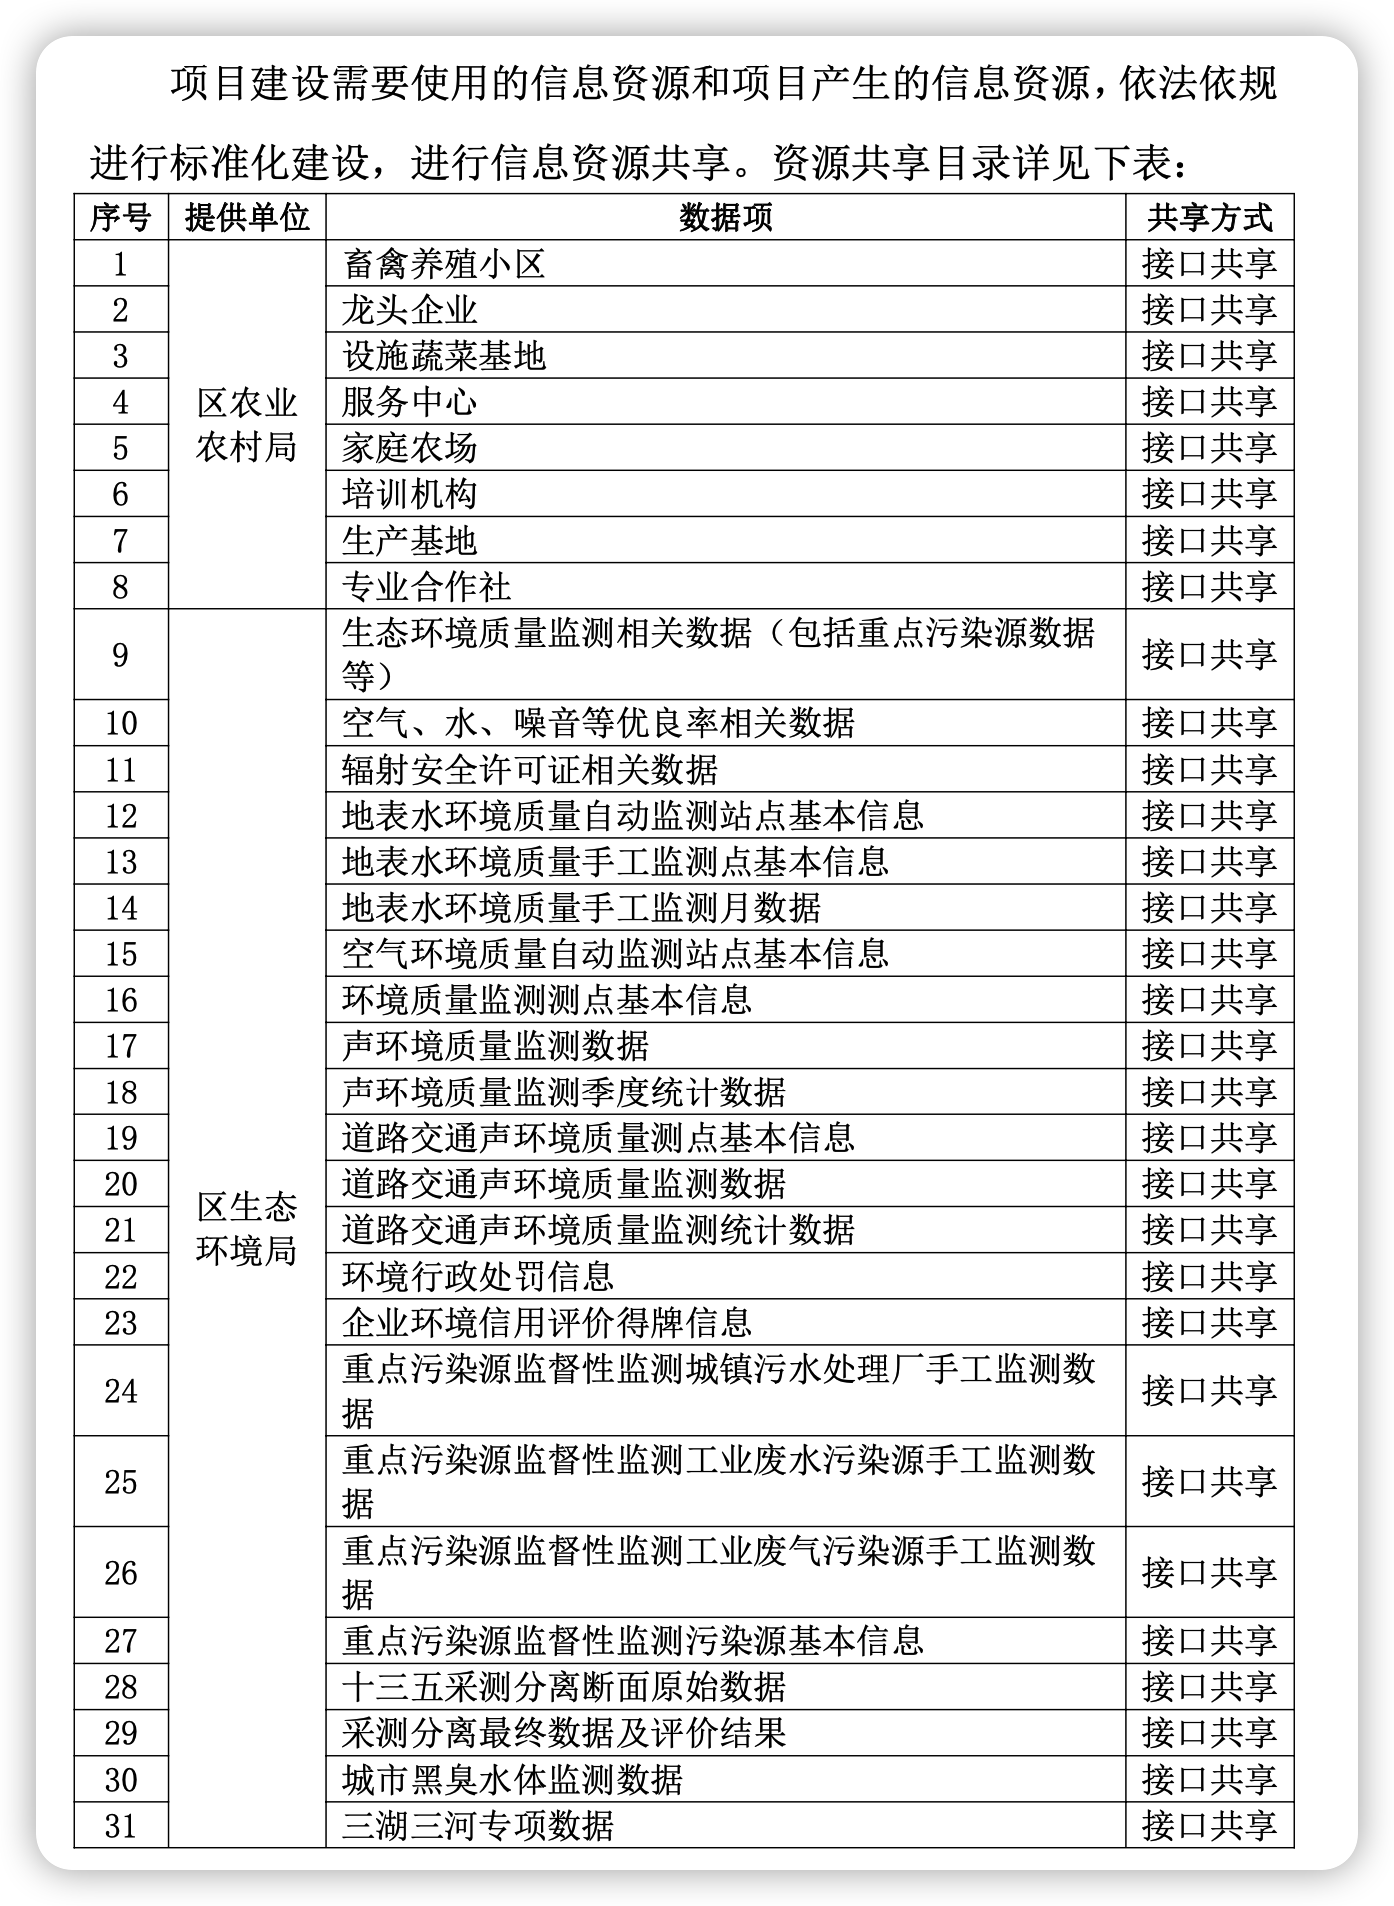 项目建设需要使用的信息资源和项目产生的信息资源，依法依规
进行标准化建设，进行信息资源共享。资源共享目录详见下表：
序号 提供单位 数据项 共享方式
1 畜禽养殖小区 接口共享
2 龙头企业 接口共享
3 设施蔬菜基地 接口共享
区农业
4 服务中心 接口共享
农村局
5 家庭农场 接口共享
6 培训机构 接口共享
7 生产基地 接口共享
8 专业合作社 接口共享
9 生态环境质量监测相关数据（包括重点污染源数据
等） 接口共享
10 空气、水、噪音等优良率相关数据 接口共享
11 辐射安全许可证相关数据 接口共享
12 地表水环境质量自动监测站点基本信息 接口共享
13 地表水环境质量手工监测点基本信息 接口共享
14 地表水环境质量手工监测月数据 接口共享
15 空气环境质量自动监测站点基本信息 接口共享
16 环境质量监测测点基本信息 接口共享
17 声环境质量监测数据 接口共享
18 声环境质量监测季度统计数据 接口共享
19 道路交通声环境质量测点基本信息 接口共享
20 道路交通声环境质量监测数据 接口共享
区生态
21 道路交通声环境质量监测统计数据 接口共享
环境局
22 环境行政处罚信息 接口共享
23 企业环境信用评价得牌信息 接口共享
24 重点污染源监督性监测城镇污水处理厂手工监测数
据 接口共享
25 重点污染源监督性监测工业废水污染源手工监测数
据 接口共享
26 重点污染源监督性监测工业废气污染源手工监测数
据 接口共享
27 重点污染源监督性监测污染源基本信息 接口共享
28 十三五采测分离断面原始数据 接口共享
29 采测分离最终数据及评价结果 接口共享
30 城市黑臭水体监测数据 接口共享
31 三湖三河专项数据 接口共享